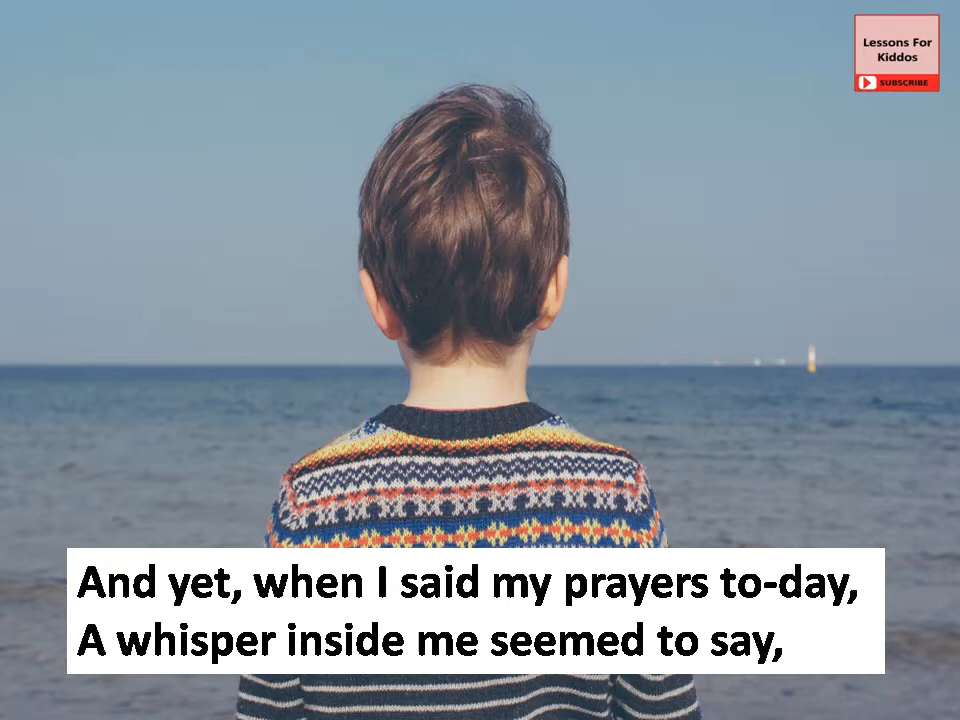 Lessons For
Kiddos
SUBSCRIBE
And yet, when I said my prayers to-day,
A whisper inside me seemed to say,